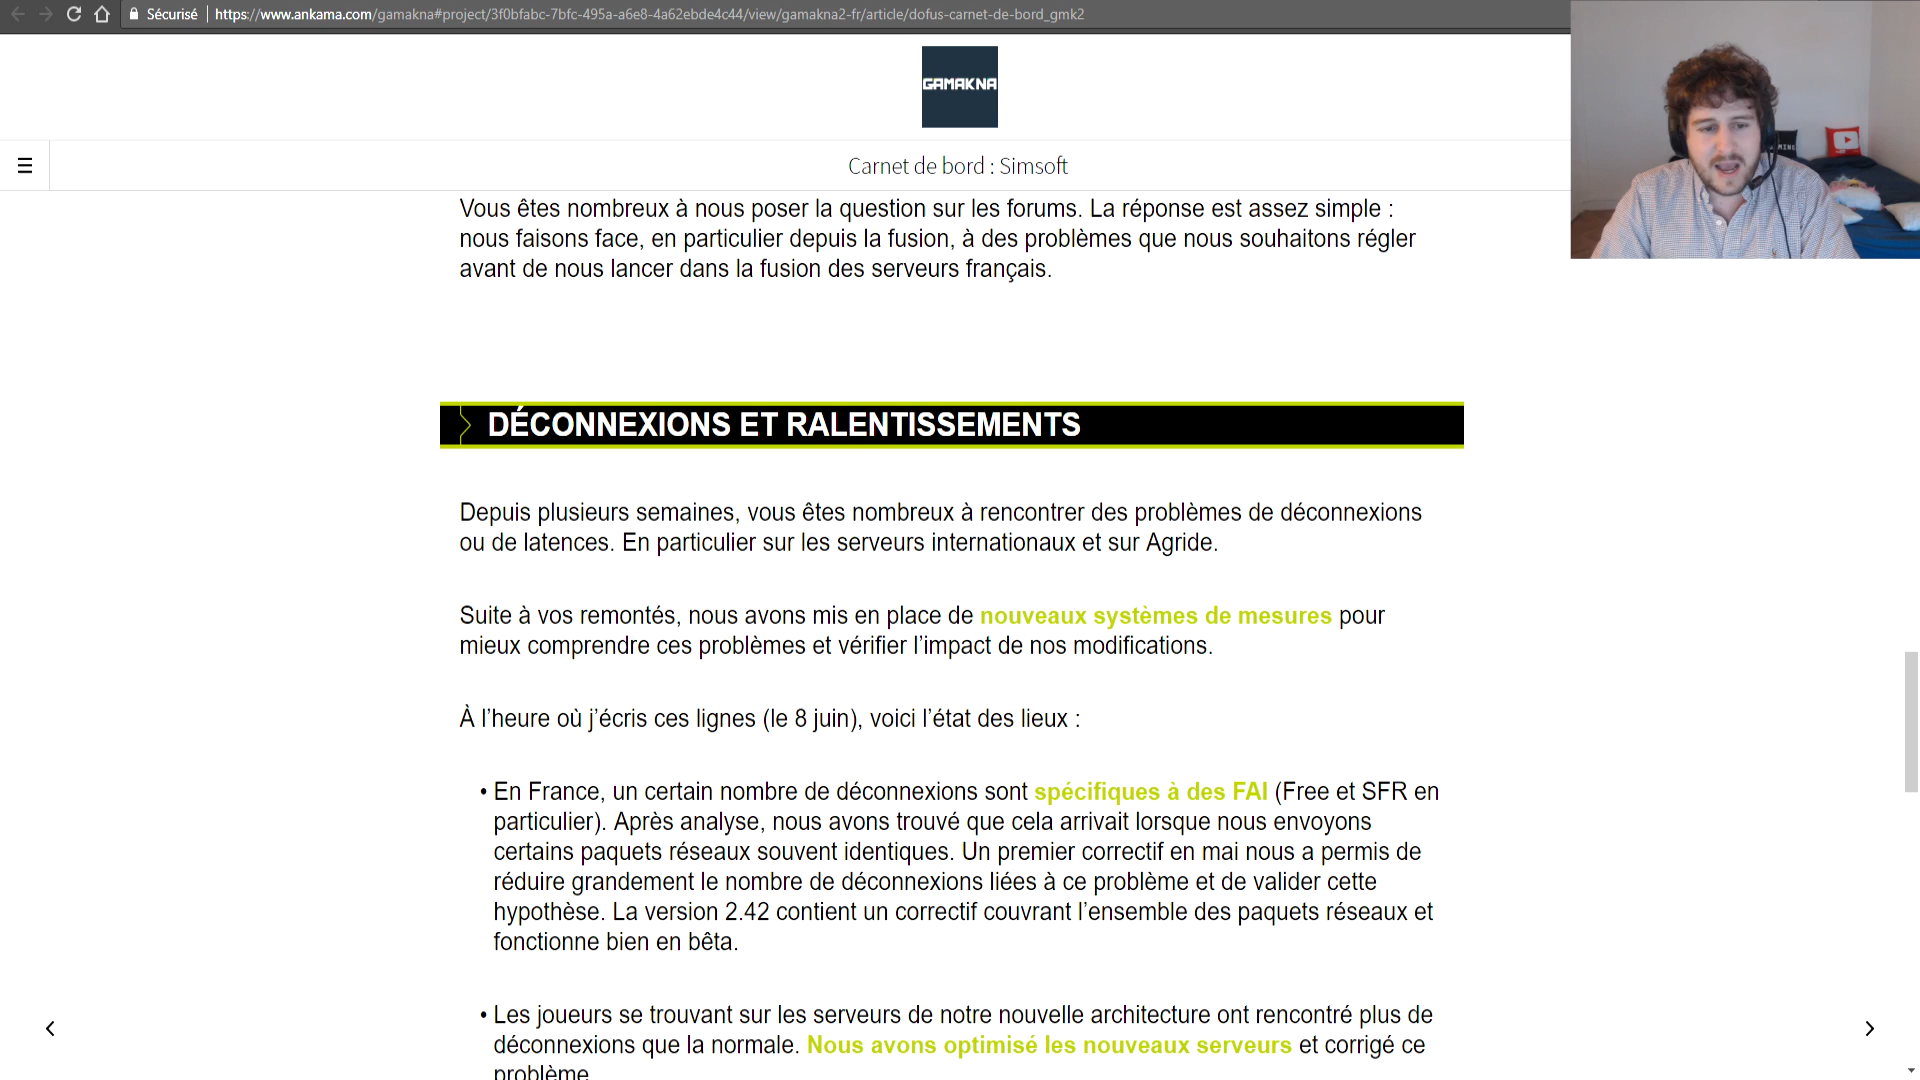 Sécurisé https://www.ankama.com/gamakna#project/3f0bfabc-7bfc-495a-a6e8-4a62ebde4c44/view/gamakna2-fr/article/dofus-carnet-de-bord_gmk2
GAMAKNA
Carnet de bord : Simsoft
Vous êtes nombreux à nous poser la question sur les forums. La réponse est assez simple :
nous faisons face, en particulier depuis la fusion, à des problèmes que nous souhaitons régler
avant de nous lancer dans la fusion des serveurs français.
DÉCONNEXIONS ET RALENTISSEMENTS
Depuis plusieurs semaines, vous êtes nombreux à rencontrer des problèmes de déconnexions
ou de latences. En particulier sur les serveurs internationaux et sur Agride.
Suite à vos remontés, nous avons mis en place de nouveaux systèmes de mesures pour
mieux comprendre ces problèmes et vérifier l’impact de nos modifications.
À l’heure où j’écris ces lignes (le 8 juin), voici l’état des lieux :
• En France, un certain nombre de déconnexions sont spécifiques à des FAI (Free et SFR en
particulier). Après analyse, nous avons trouvé que cela arrivait lorsque nous envoyons
certains paquets réseaux souvent identiques. Un premier correctif en mai nous a permis de
réduire grandement le nombre de déconnexions liées à ce problème et de valider cette
hypothèse. La version 2.42 contient un correctif couvrant l’ensemble des paquets réseaux et
fonctionne bien en bêta.
• Les joueurs se trouvant sur les serveurs de notre nouvelle architecture ont rencontré plus de
déconnexions que la normale. Nous avons optimisé les nouveaux serveurs et corrigé ce
problème.